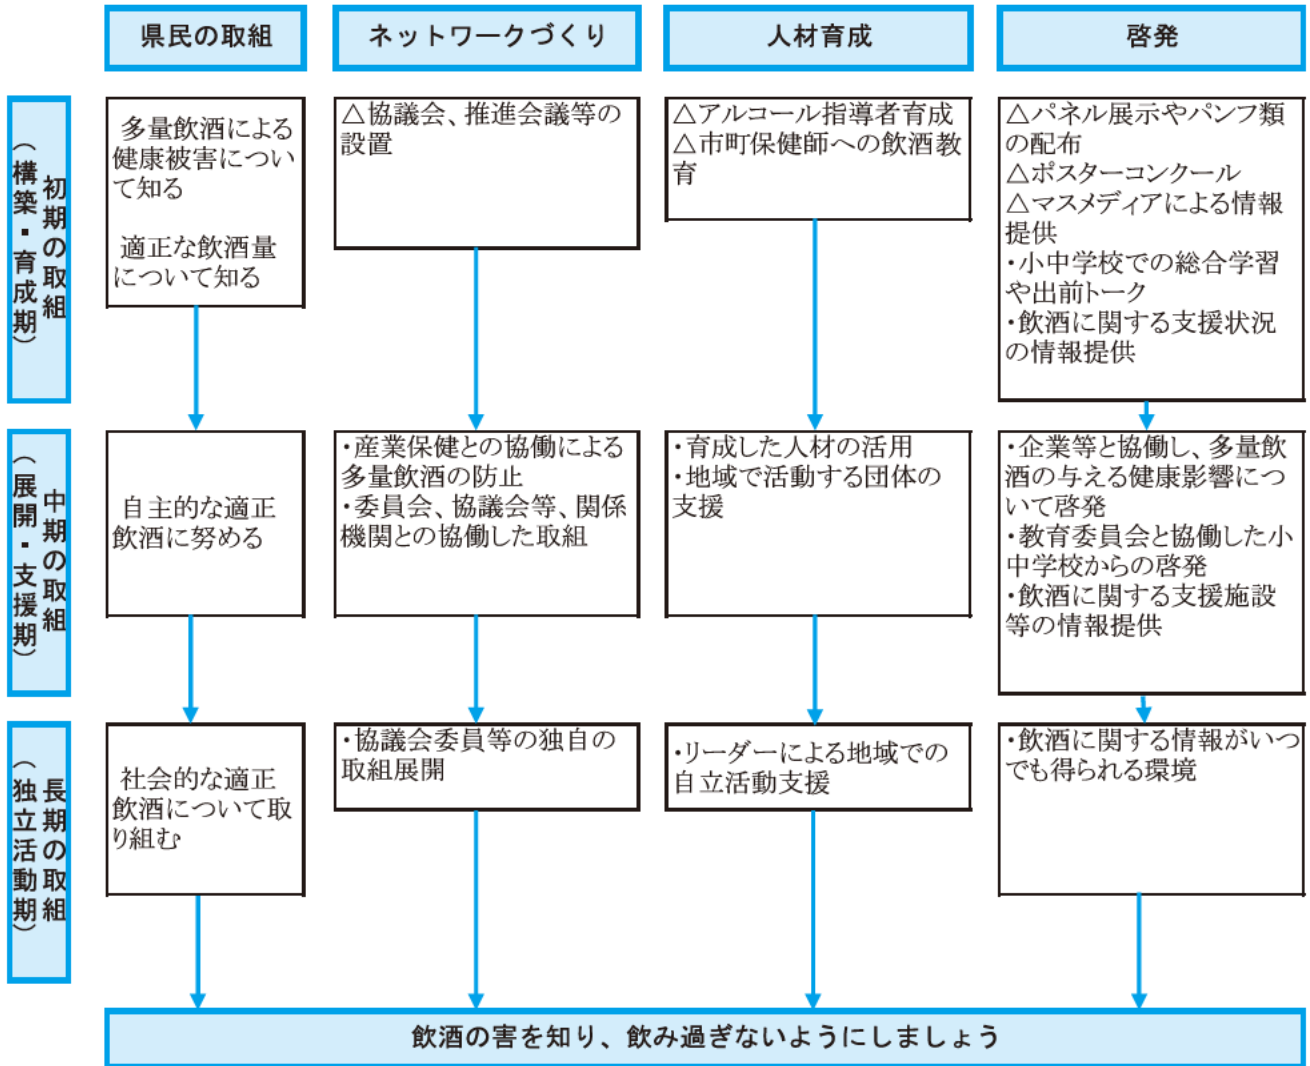 県民の取組
ネットワークづくり
人材育成
啓発
初期の取組
(構築・育成期)
多量飲酒による
健康被害につい
て知る
適正な飲酒量
について知る
△協議会、推進会議等の
設置
△アルコール指導者育成
△市町保健師への飲酒教
育
△パネル展示やパンフ類
の配布
△ポスターコンクール
△マスメディアによる情報
提供
・小中学校での総合学習
や出前トーク
・飲酒に関する支援状況
の情報提供
中期の取組
(展開・支援期)
自主的な適正
飲酒に努める
・産業保健との協働による
多量飲酒の防止
・委員会、協議会等、関係
機関との協働した取組
・育成した人材の活用
・地域で活動する団体の
支援
・企業等と協働し、多量飲
酒の与える健康影響につ
いて啓発
・教育委員会と協働した小
中学校からの啓発
・飲酒に関する支援施設
等の情報提供
長期の取組
(独立活動期)
社会的な適正
飲酒について取
り組む
・協議会委員等の独自の
取組展開
・リーダーによる地域での
自立活動支援
・飲酒に関する情報がいつ
でも得られる環境
飲酒の害を知り、飲み過ぎないようにしましょう